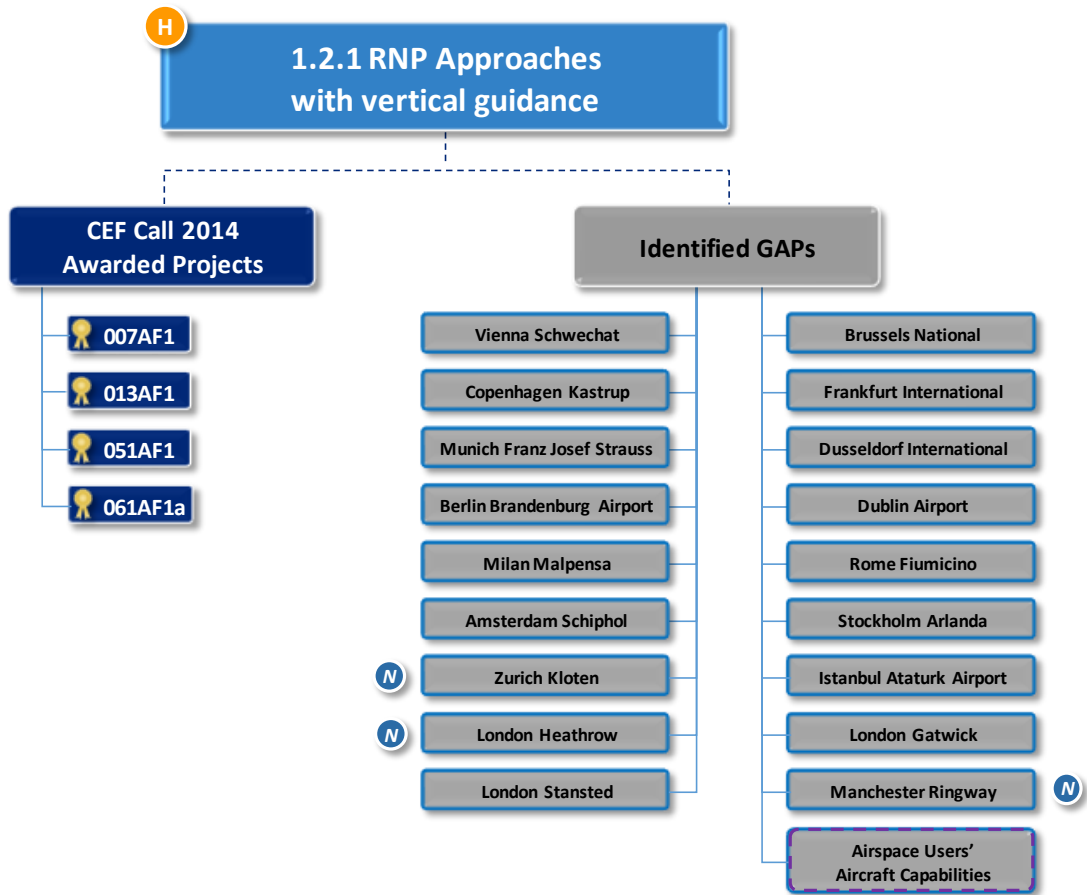 H
1.2.1 RNP Approaches
with vertical guidance
CEF Call 2014
Awarded Projects
007AF1
013AF1
051AF1
061AF1a
Identified GAPs
Vienna Schwechat
Copenhagen Kastrup
Munich Franz Josef Strauss
Berlin Brandenburg Airport
Milan Malpensa
Amsterdam Schiphol
N
Zurich Kloten
N
London Heathrow
London Stansted
Brussels National
Frankfurt International
Dusseldorf International
Dublin Airport
Rome Fiumicino
Stockholm Arlanda
Istanbul Ataturk Airport
London Gatwick
Manchester Ringway
N
Airspace Users’
Aircraft Capabilities